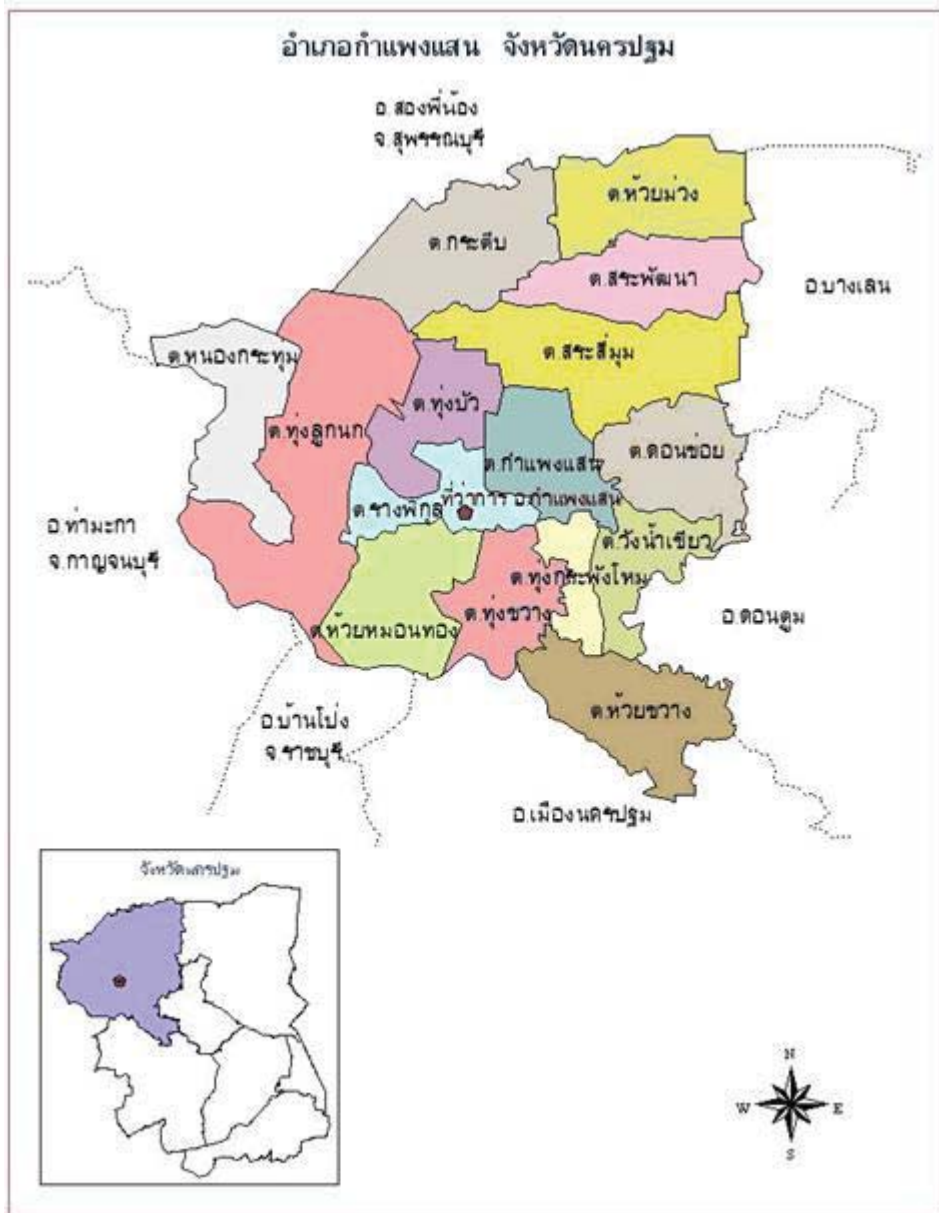 อำเภอกำแพงแสน จังหวัดนครปฐม
อ.สองพี่น้อง
จ.สุพรรณบุรี
ต.ห้วยม่วง
ต.กระตีบ
ต.สระพัฒนา
อ.บางเลน
ต.หนองกระทุ่ม
ต.สระสี่มุม
ต.ทุ่งบัว
ต.ทุ่งลูกนก
ต.ดอนข่อย
ต.กำแพงแสน
ต.รางพิกุล
ที่ว่าการ อ.กำแพงแสน
อ.ท่ามะกา
จ.กาญจนบุรี
ต.วังน้ำเขียว
ต.ทุ่งกระพังโหม
ต.ทุ่งขวาง
อ.ดอนตูม
ต.ห้วยหมอนทอง
ต.ห้วยขวาง
อ.บ้านโป่ง
จ.ราชบุรี
อ.เมืองนครปฐม
จังหวัดนครปฐม
N
W E
S